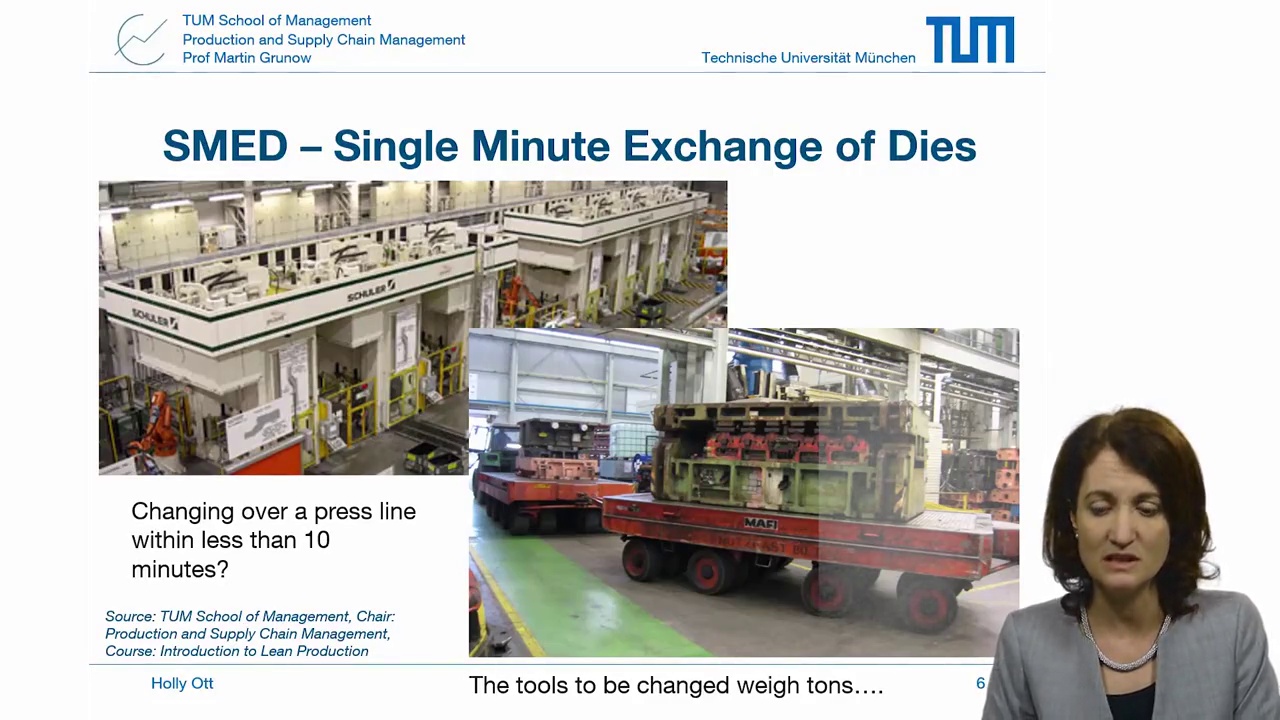 TUM School of Management
Production and Supply Chain Management
Prof Martin Grunow
Technische Universität München
TUM
SMED – Single Minute Exchange of Dies
SCHULER
SCHULER
MAFI
Changing over a press line
within less than 10
minutes?
Source: TUM School of Management, Chair:
Production and Supply Chain Management,
Course: Introduction to Lean Production
Holly Ott
The tools to be changed weigh tons....
6